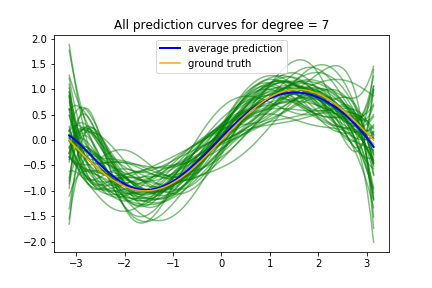 All prediction curves for degree = 7
average prediction
ground truth
2.0
1.5
1.0
0.5
0.0
−0.5
−1.0
−1.5
−2.0
−3 −2 −1 0 1 2 3